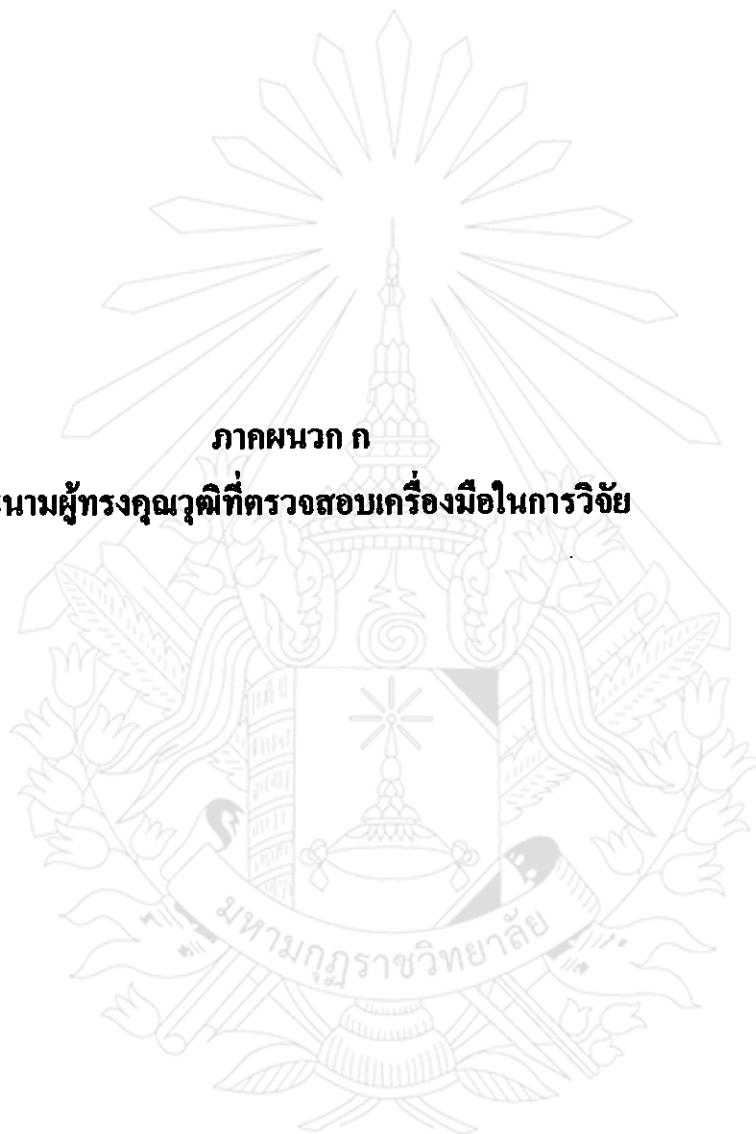 ภาคผนวก ก
นามผู้ทรงคุณวุฒิที่ตรวจสอบเครื่องมือในการวิจัย
มหามกุฏราชวิทยาลัย